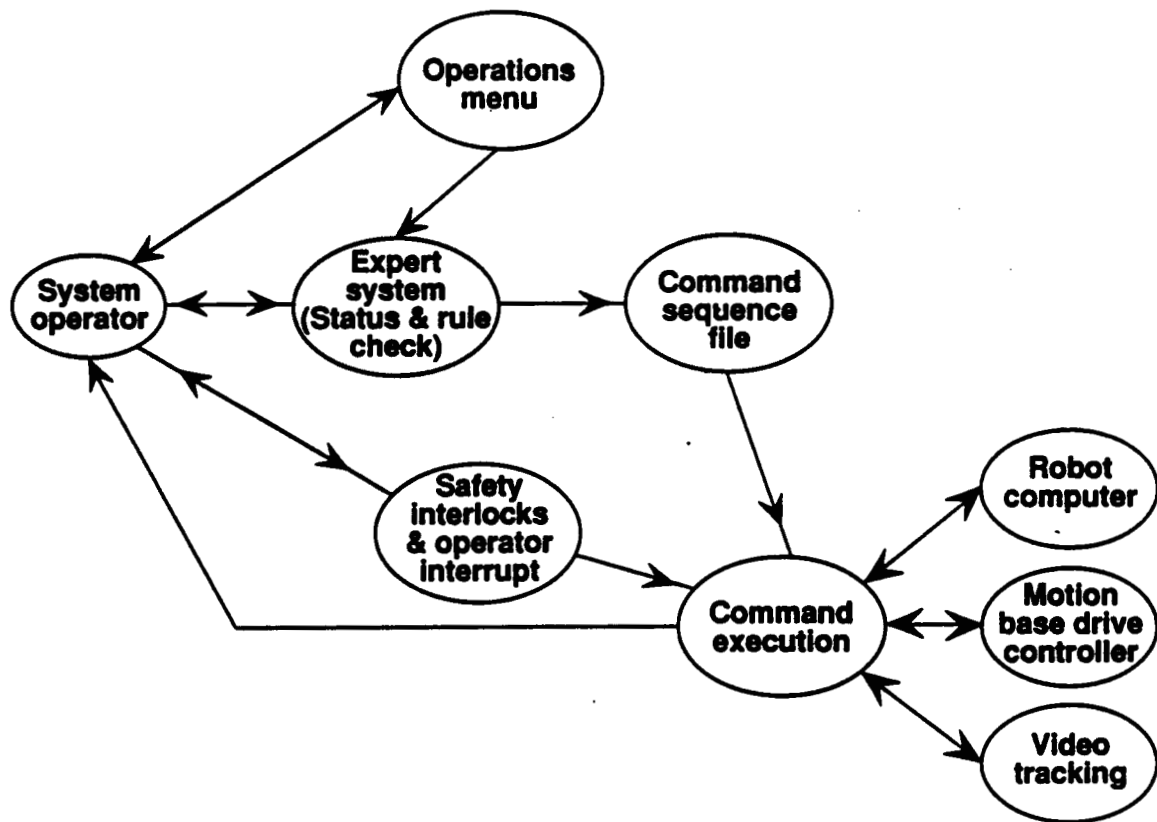 Operations
menu
System
operator
Expert
system
(Status & rule
check)
Command
sequence
file
Safety
interlocks
& operator
interrupt
Command
execution
Robot
computer
Motion
base drive
controller
Video
tracking